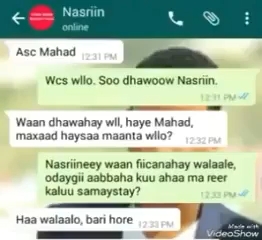 Nasriin
online
Asc Mahad
12:31 PM
Wcs wllo. Soo dhawoow Nasriin.
12:31 PM
Waan dhawahay wll, haye Mahad,
maxaad haysaa maanta wllo?
12:32 PM
Nasriineey waan fiicanahay walaale,
odaygii aabbaha kuu ahaa ma reer
kaluu samaystay?
12:33 PM
Haa walaalo, bari hore
12:33 PM
Made with
VideoShow